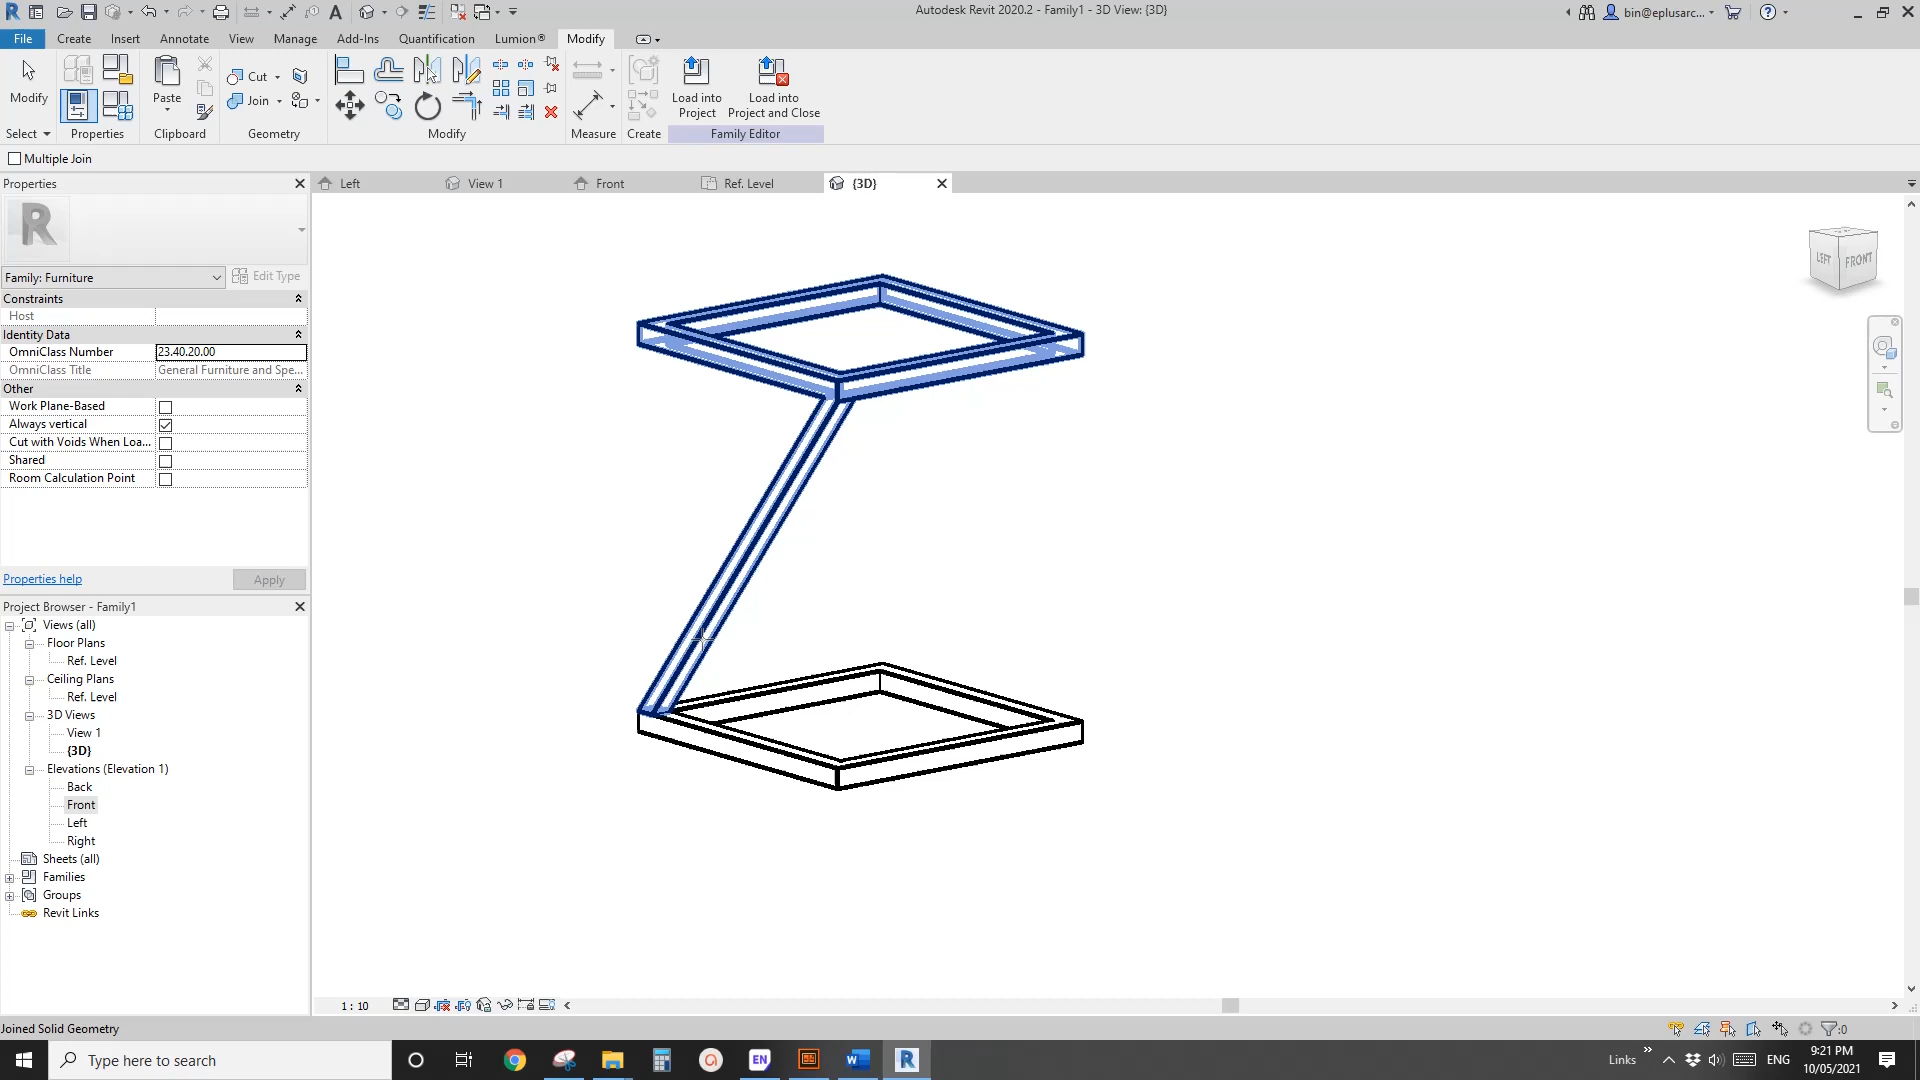 Autodesk Revit 2020.2 - Family1 - 3D View: {3D}
bin@eplusarc...
File Create Insert Annotate View Manage Add-Ins Quantification Lumion® Modify
Modify
Paste
Cut
Join
Load into Project
Load into Project and Close
Select Properties Clipboard Geometry Modify Measure Create Family Editor
Multiple Join
Properties
Left View 1 Front Ref. Level {3D}
Family: Furniture
Edit Type
Constraints
Host
Identity Data
OmniClass Number 23.40.20.00
OmniClass Title General Furniture and Spe...
Other
Work Plane-Based
Always vertical
Cut with Voids When Loa...
Shared
Room Calculation Point
Properties help
Apply
Project Browser - Family1
Views (all)
Floor Plans
Ref. Level
Ceiling Plans
Ref. Level
3D Views
View 1
{3D}
Elevations (Elevation 1)
Back
Front
Left
Right
Sheets (all)
Families
Groups
Revit Links
LEFT FRONT
1 : 10
Joined Solid Geometry
:0
Type here to search
EN
Links
ENG
9:21 PM
10/05/2021